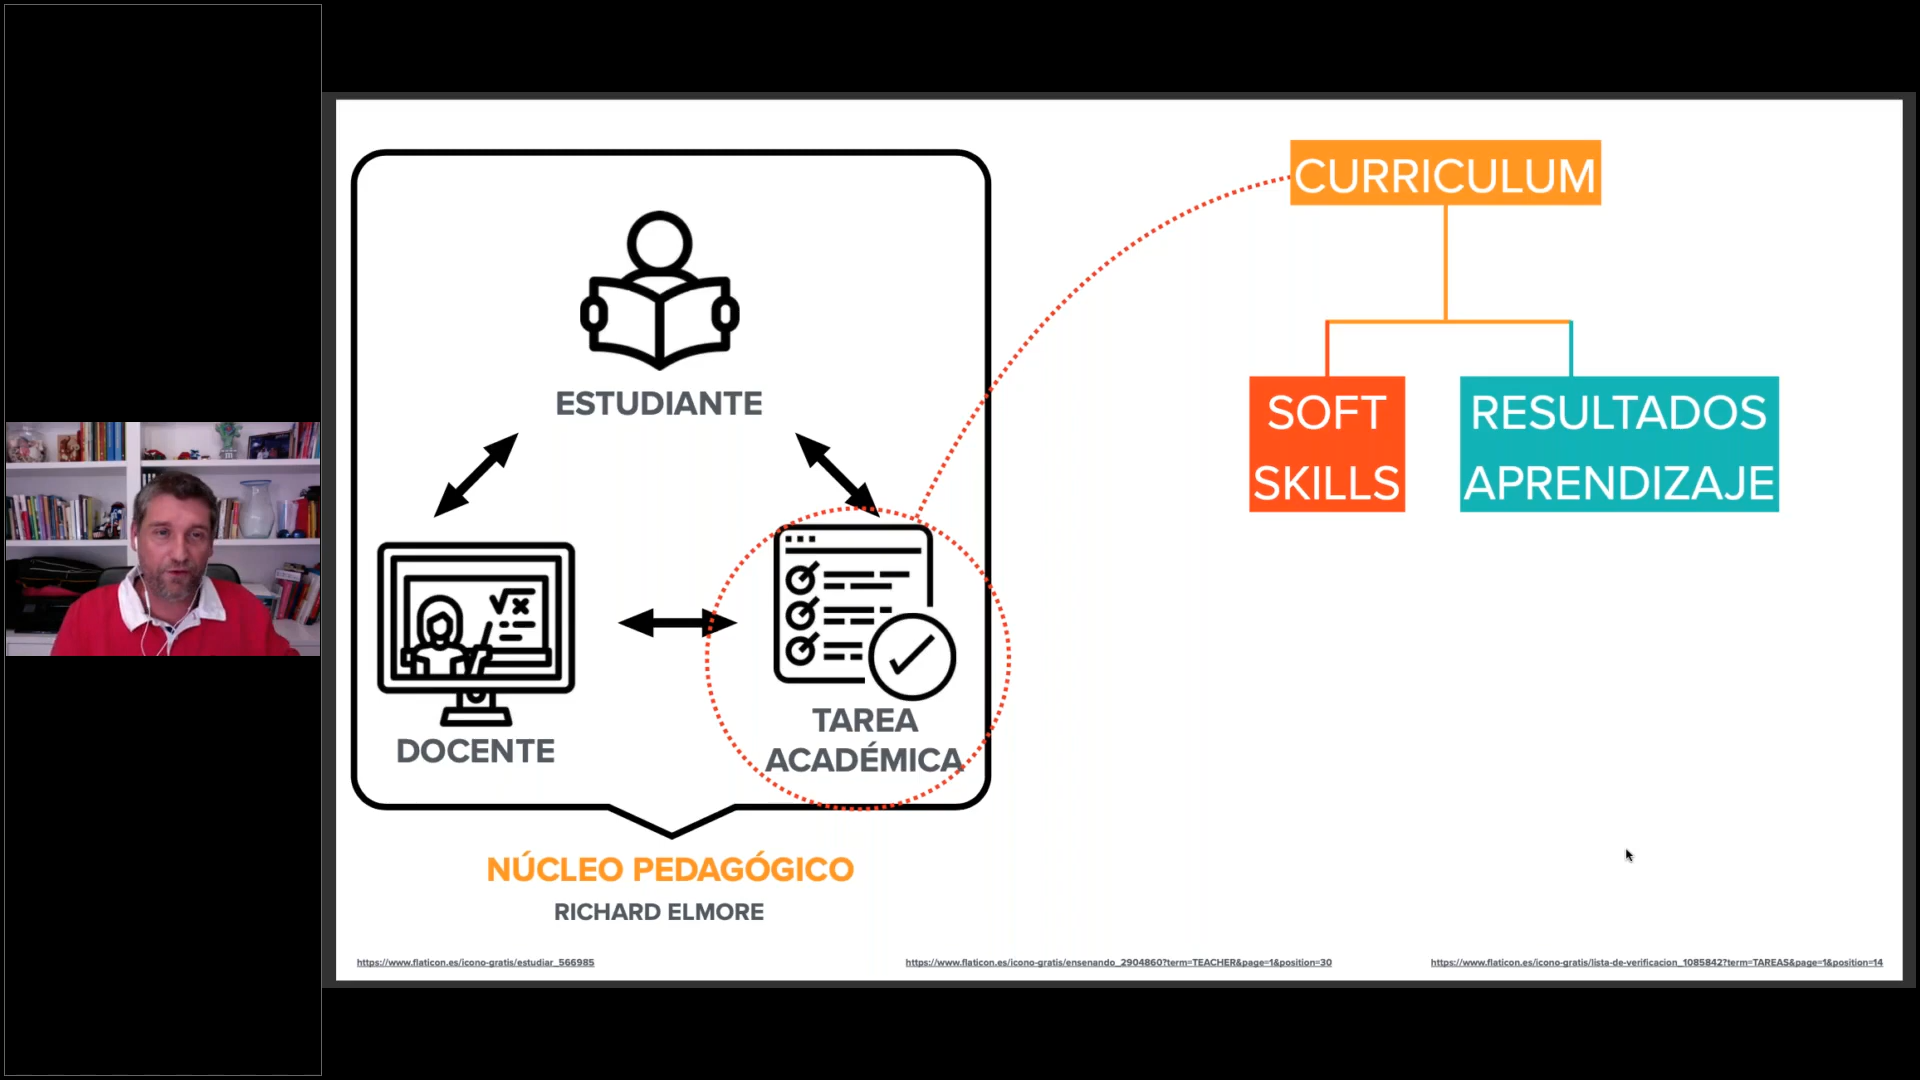 ESTUDIANTE
DOCENTE
TAREA
ACADÉMICA
NÚCLEO PEDAGÓGICO
RICHARD ELMORE
CURRICULUM
SOFT
SKILLS
RESULTADOS
APRENDIZAJE
https://www.flaticon.es/icono-gratis/estudiar_566985
https://www.flaticon.es/icono-gratis/ensenando_2904860?term=TEACHER&page=1&position=30
https://www.flaticon.es/icono-gratis/lista-de-verificacion_1085842?term=TAREAS&page=1&position=14